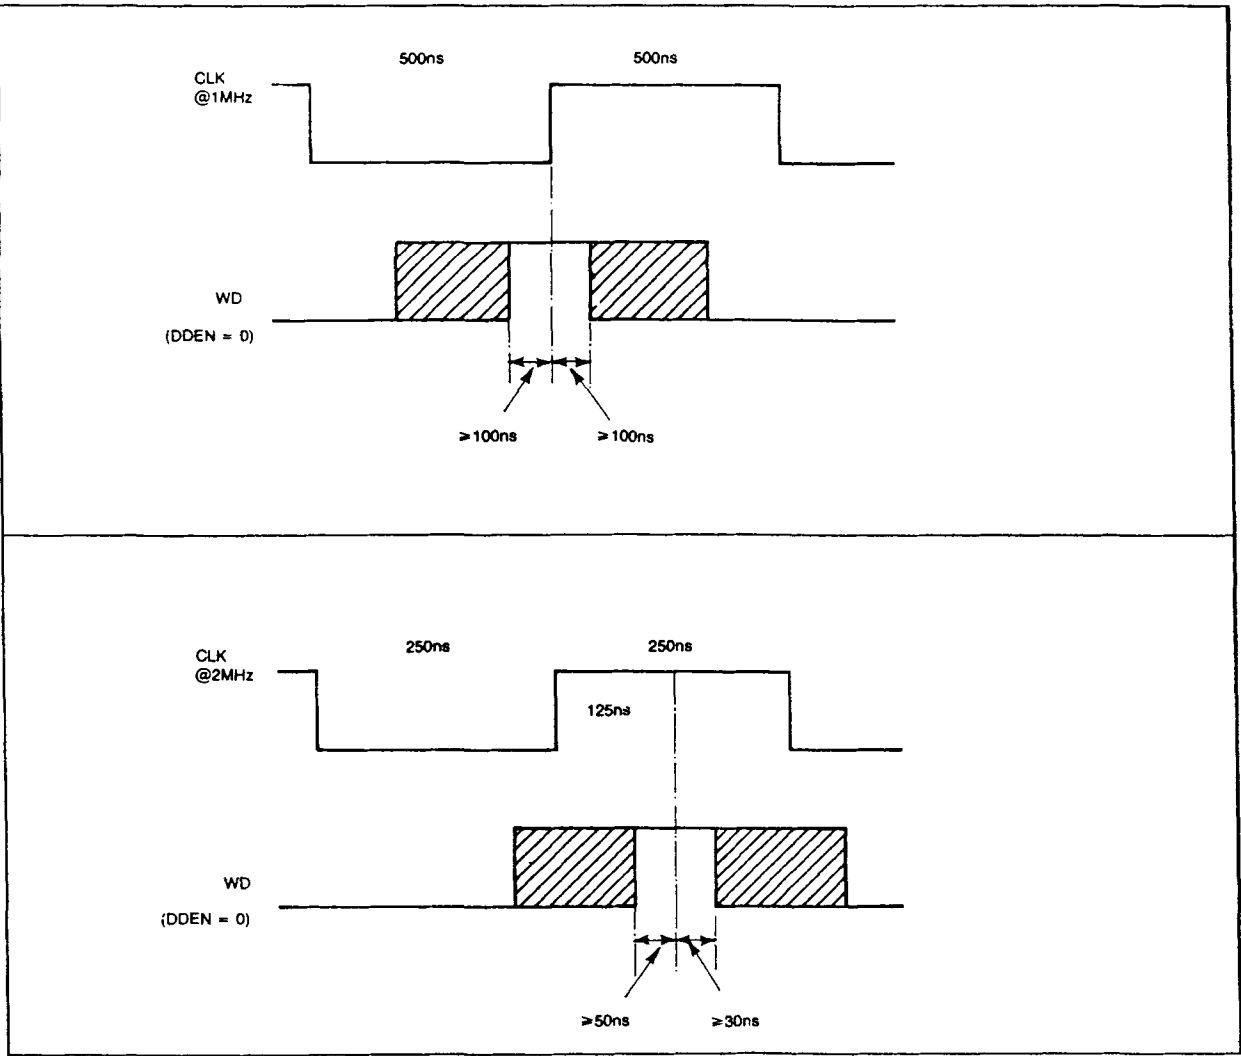 500ns 500ns
CLK
@1MHz
WD
(DDEN = 0)
≥100ns ≥100ns
250ns 250ns
CLK
@2MHz
125ns
WD
(DDEN = 0)
≥50ns ≥30ns